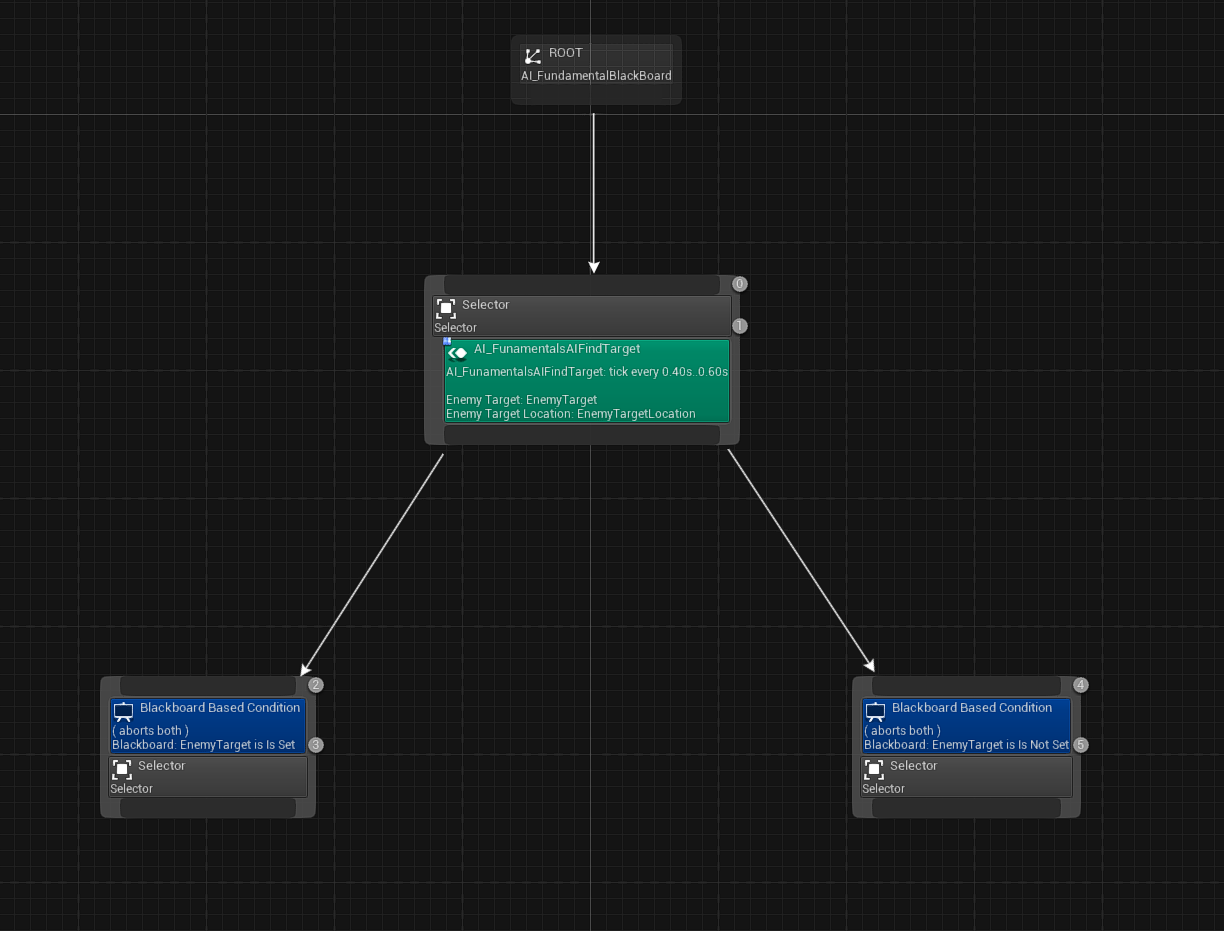 ROOT
AI_FundamentalBlackBoard
0
Selector
Selector
1
AI_FunamentalsAIFindTarget
AI_FunamentalsAIFindTarget: tick every 0.40s..0.60s
Enemy Target: EnemyTarget
Enemy Target Location: EnemyTargetLocation
2
Blackboard Based Condition
( aborts both )
Blackboard: EnemyTarget is Is Set
3
Selector
Selector
4
Blackboard Based Condition
( aborts both )
Blackboard: EnemyTarget is Is Not Set
5
Selector
Selector